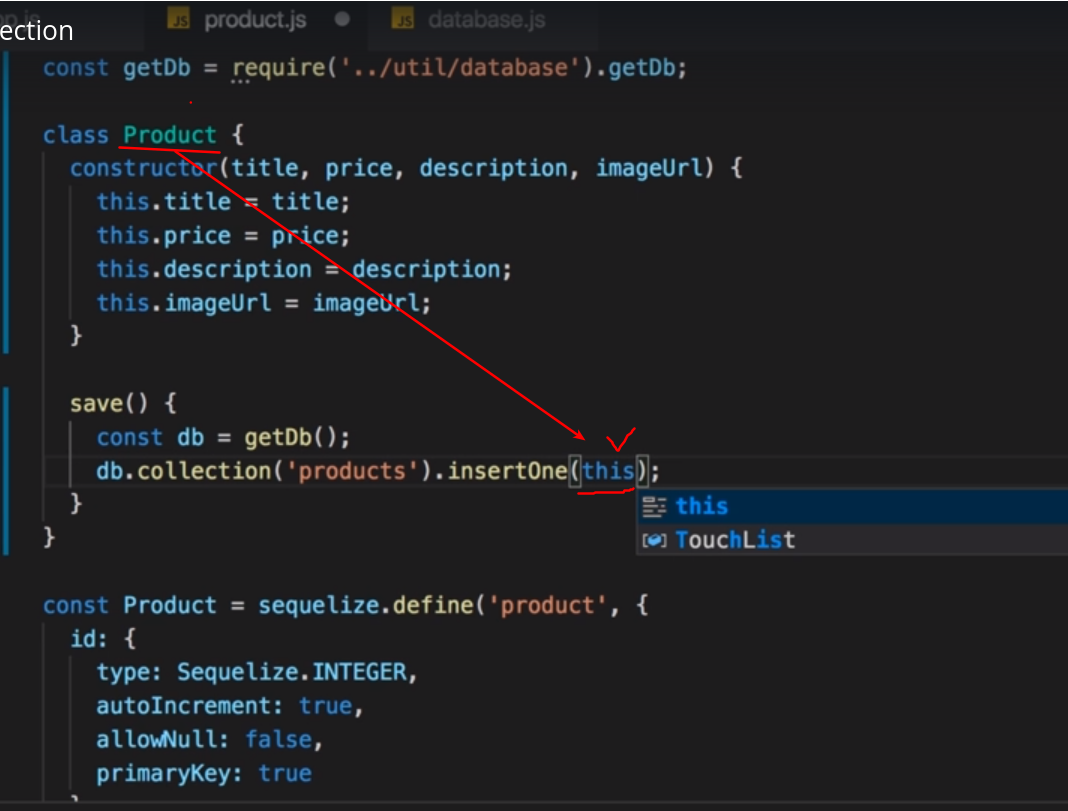 ection
JS product.js
JS database.js
const getDb = require('../util/database').getDb;
class Product {
constructor(title, price, description, imageUrl) {
this.title = title;
this.price = price;
this.description = description;
this.imageUrl = imageUrl;
}
save() {
const db = getDb();
db.collection('products').insertOne(this);
}
}
this
TouchList
const Product = sequelize.define('product', {
id: {
type: Sequelize.INTEGER,
autoIncrement: true,
allowNull: false,
primaryKey: true